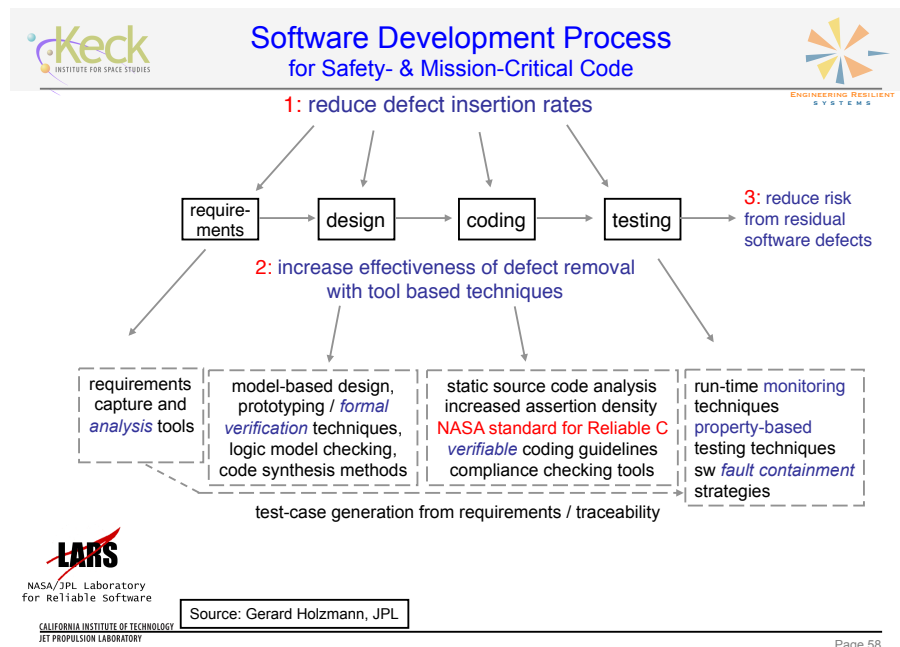 Keck
INSTITUTE FOR SPACE STUDIES
Software Development Process
for Safety- & Mission-Critical Code
ENGINEERING RESILIENT
SYSTEMS
1: reduce defect insertion rates
require-
ments
design
coding
testing
3: reduce risk
from residual
software defects
2: increase effectiveness of defect removal
with tool based techniques
requirements
capture and
analysis tools
model-based design,
prototyping / formal
verification techniques,
logic model checking,
code synthesis methods
static source code analysis
increased assertion density
NASA standard for Reliable C
verifiable coding guidelines
compliance checking tools
run-time monitoring
techniques
property-based
testing techniques
sw fault containment
strategies
test-case generation from requirements / traceability
LARS
NASA/JPL Laboratory
for Reliable Software
Source: Gerard Holzmann, JPL
CALIFORNIA INSTITUTE OF TECHNOLOGY
JET PROPULSION LABORATORY
Page 58